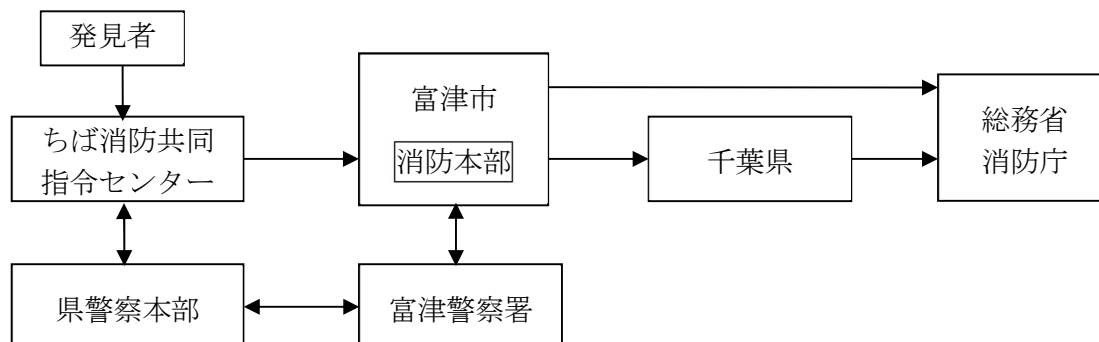 発見者
ちば消防共同
指令センター
富津市
消防本部
千葉県
総務省
消防庁
県警察本部
富津警察署